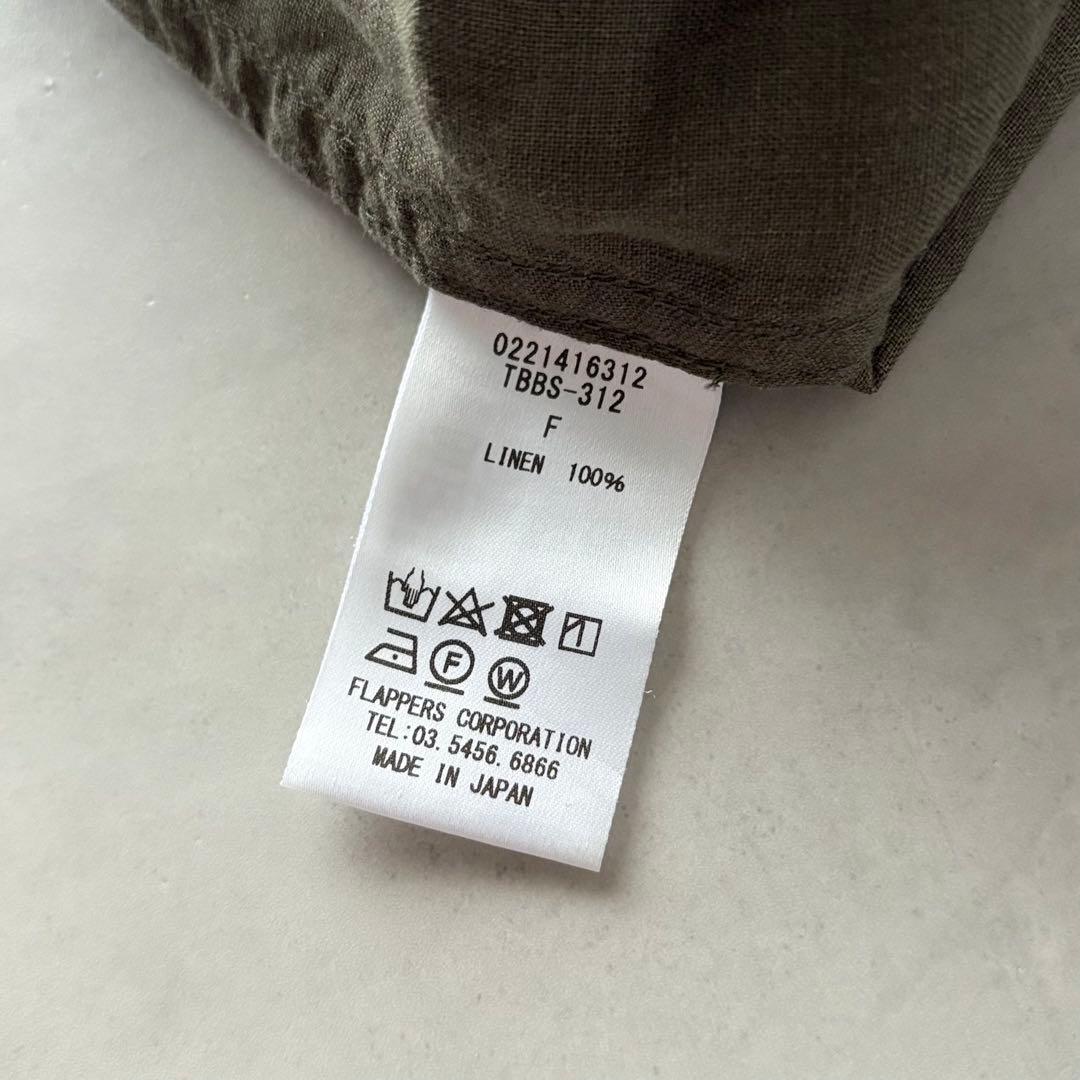 0221416312
TBBS-312
F
LINEN 100%
F W
FLAPPERS CORPORATION
TEL:03.5456.6866
MADE IN JAPAN